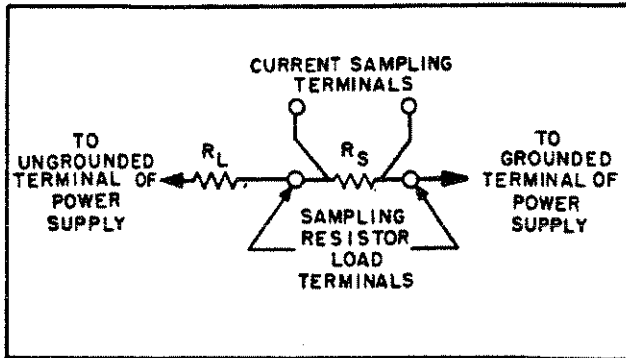 CURRENT SAMPLING
TERMINALS
TO
UNGROUNDED
TERMINAL OF
POWER
SUPPLY
R_L
R_S
TO
GROUNDED
TERMINAL OF
POWER
SUPPLY
SAMPLING
RESISTOR
LOAD
TERMINALS